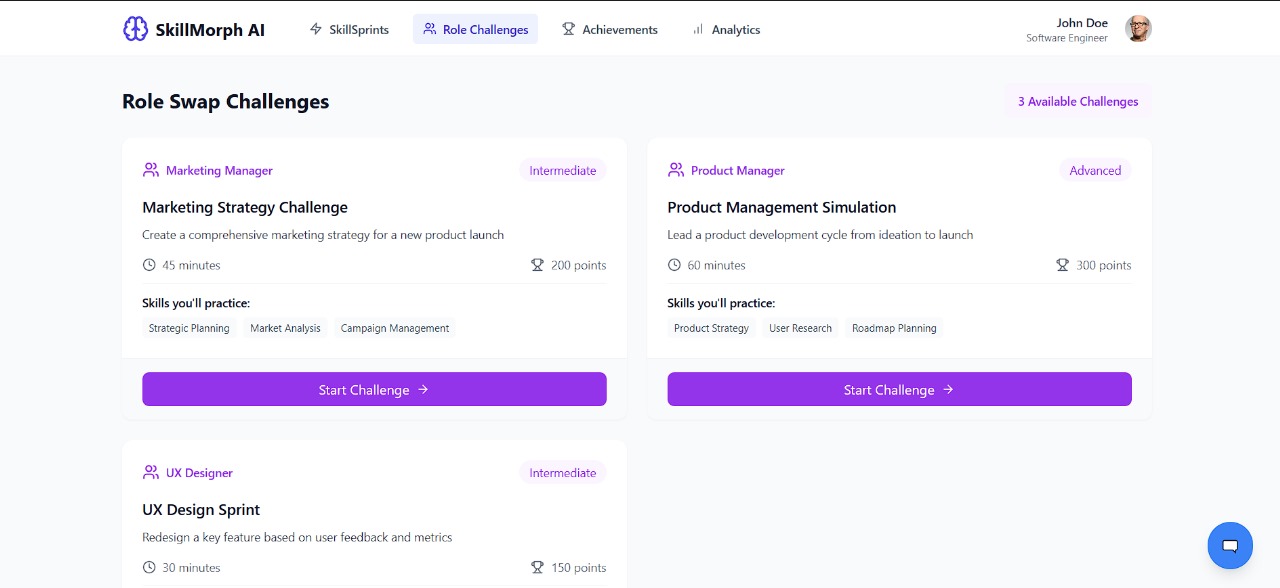 SkillMorph AI
SkillSprints
Role Challenges
Achievements
Analytics
John Doe
Software Engineer
Role Swap Challenges
3 Available Challenges
Marketing Manager
Intermediate
Marketing Strategy Challenge
Create a comprehensive marketing strategy for a new product launch
45 minutes
200 points
Skills you'll practice:
Strategic Planning
Market Analysis
Campaign Management
Start Challenge →
Product Manager
Advanced
Product Management Simulation
Lead a product development cycle from ideation to launch
60 minutes
300 points
Skills you'll practice:
Product Strategy
User Research
Roadmap Planning
Start Challenge →
UX Designer
Intermediate
UX Design Sprint
Redesign a key feature based on user feedback and metrics
30 minutes
150 points